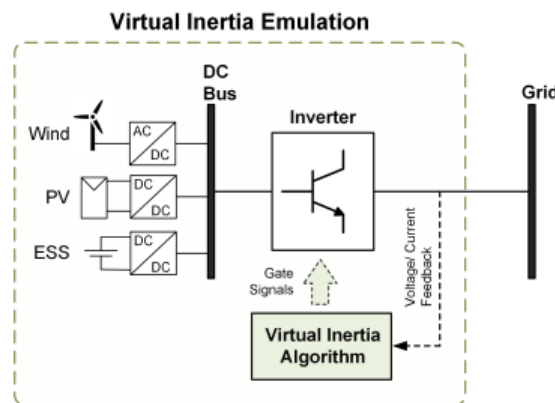 Virtual Inertia Emulation
DC
Bus
Grid
Inverter
Wind
AC
DC
PV
DC
DC
ESS
DC
DC
Gate
Signals
Voltage/ Current
Feedback
Virtual Inertia
Algorithm